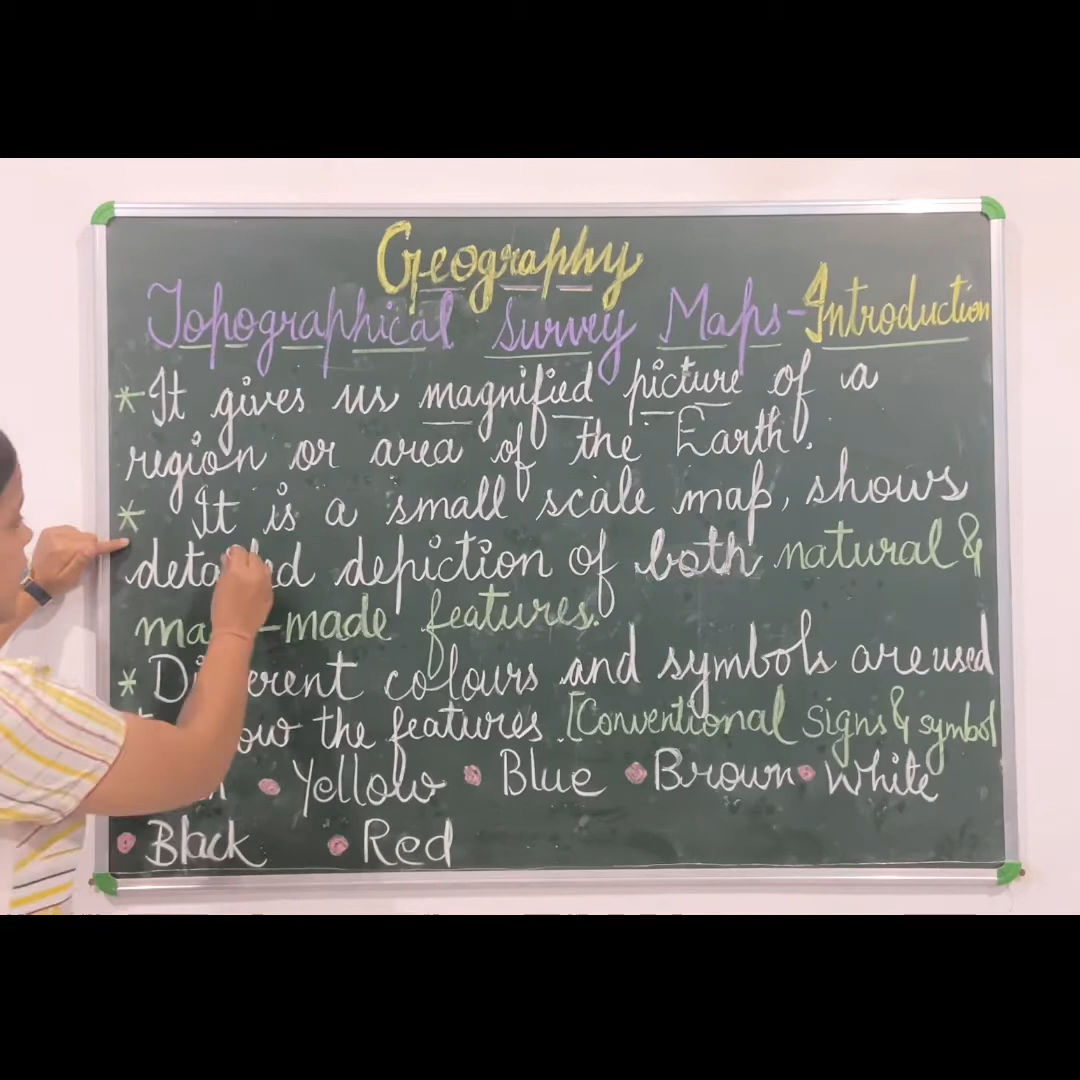 Geography
Topographical Survey Maps-Introduction
* It gives us magnified picture of a
region or area of the Earth.
* It is a small scale map, shows
detailed depiction of both natural &
man-made features.
* Different colours and symbols are used
the features. [Conventional Signs & symbol
Yellow • Blue • Brown • White
• Black • Red